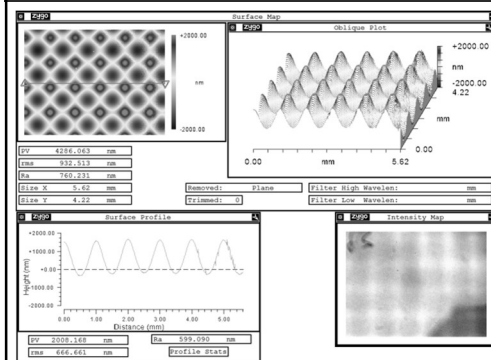 zygo Surface Map
+2000.00
nm
-2000.00
zygo Oblique Plot
+2000.00
nm
-2000.00
4.22
mm
0.00
0.00 mm 5.62
PV 4286.063 nm
rms 932.513 nm
Ra 760.231 nm
Size X 5.62 mm
Size Y 4.22 mm
Removed: Plane
Trimmed: 0
Filter High Wavelen: mm
Filter Low Wavelen: mm
zygo Surface Profile
Height (nm)
+2000.00
+1000.00
+0.00
-1000.00
-2000.00
0.00 1.00 2.00 3.00 4.00 5.00
Distance (mm)
PV 2008.168 nm
rms 666.661 nm
Ra 599.090 nm
Profile Stats
zygo Intensity Map